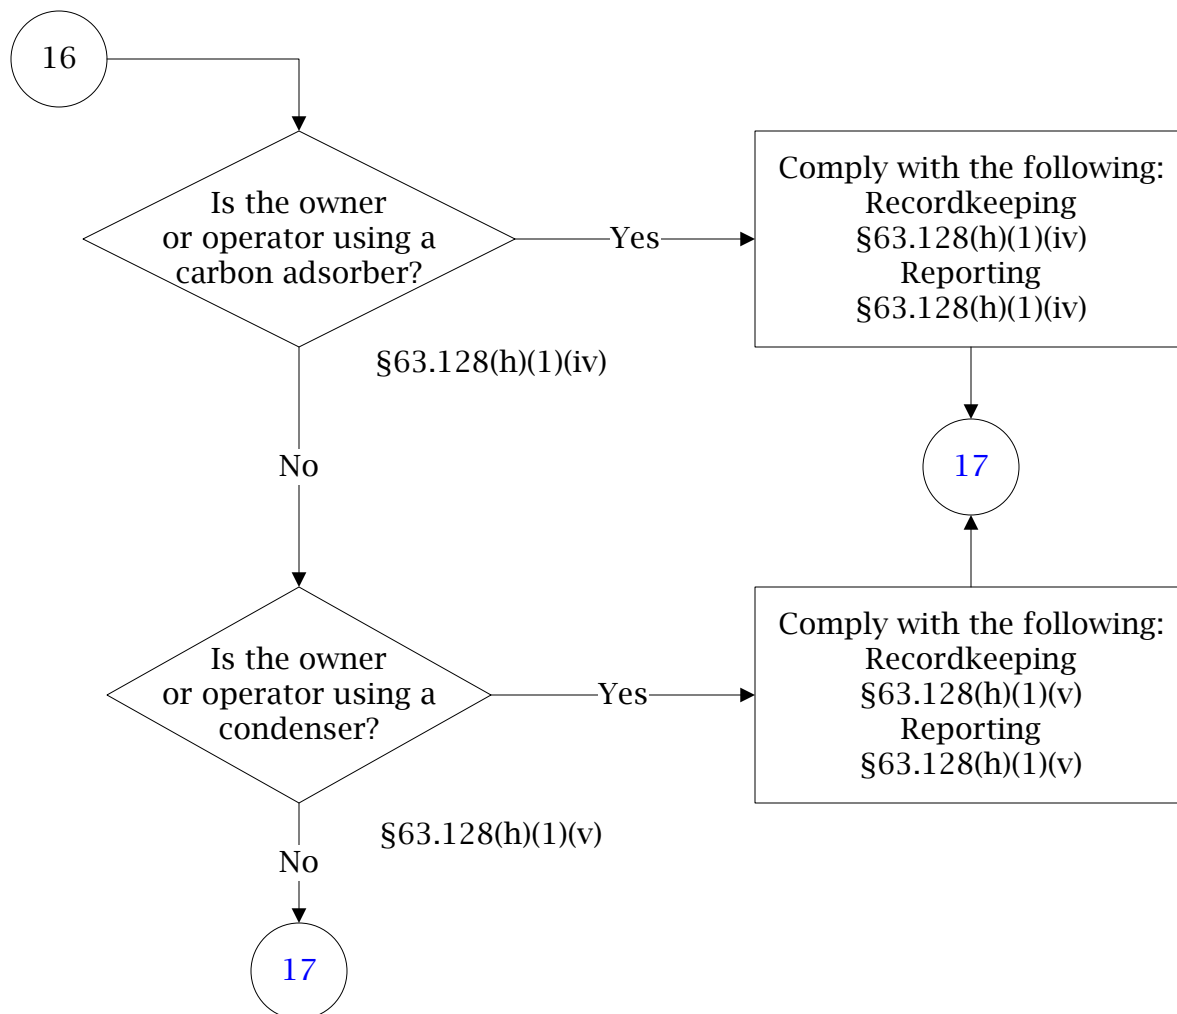 16
Is the owner
or operator using a
carbon adsorber?
Yes
Comply with the following:
Recordkeeping
§63.128(h)(1)(iv)
Reporting
§63.128(h)(1)(iv)
§63.128(h)(1)(iv)
No
17
Is the owner
or operator using a
condenser?
Yes
Comply with the following:
Recordkeeping
§63.128(h)(1)(v)
Reporting
§63.128(h)(1)(v)
§63.128(h)(1)(v)
No
17